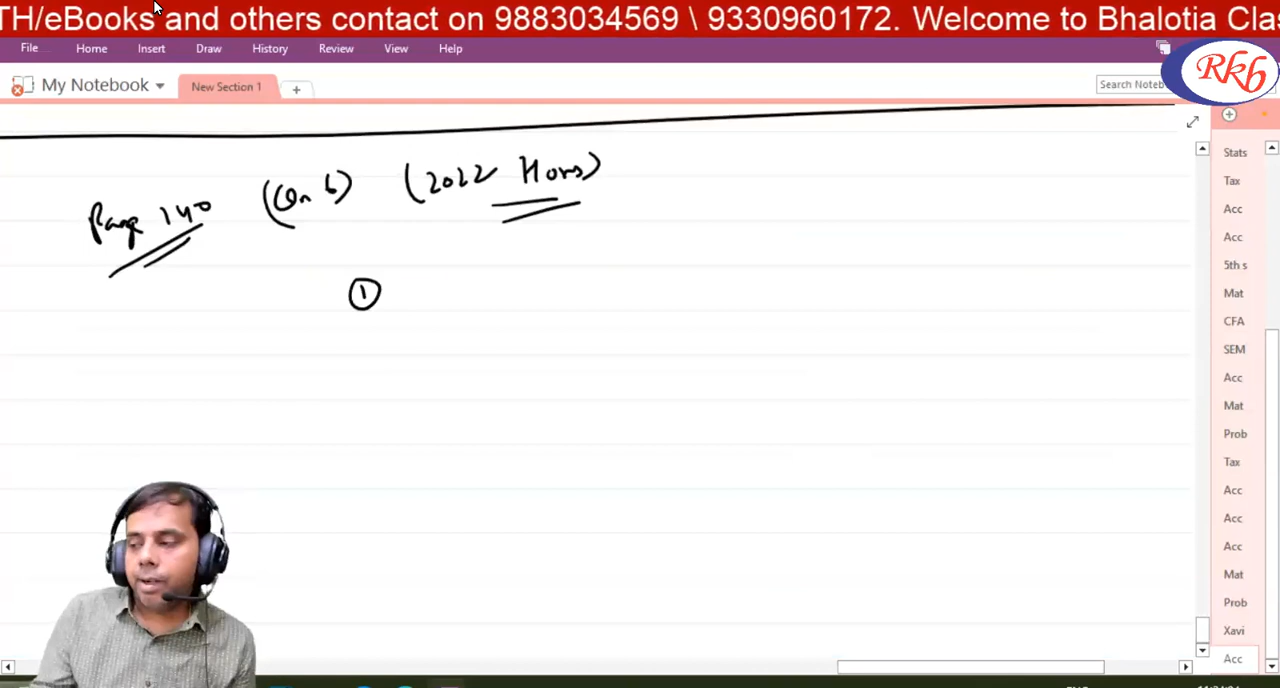 TH/eBooks and others contact on 9883034569 \ 9330960172. Welcome to Bhalotia Clas
File Home Insert Draw History Review View Help
Rkb
My Notebook New Section 1 + Search Noteb
Page 140 (Qn 6) (2022 Hons)
1
Stats
Tax
Acc
Acc
5th s
Mat
CFA
SEM
Acc
Mat
Prob
Tax
Acc
Acc
Acc
Mat
Prob
Xavi
Acc